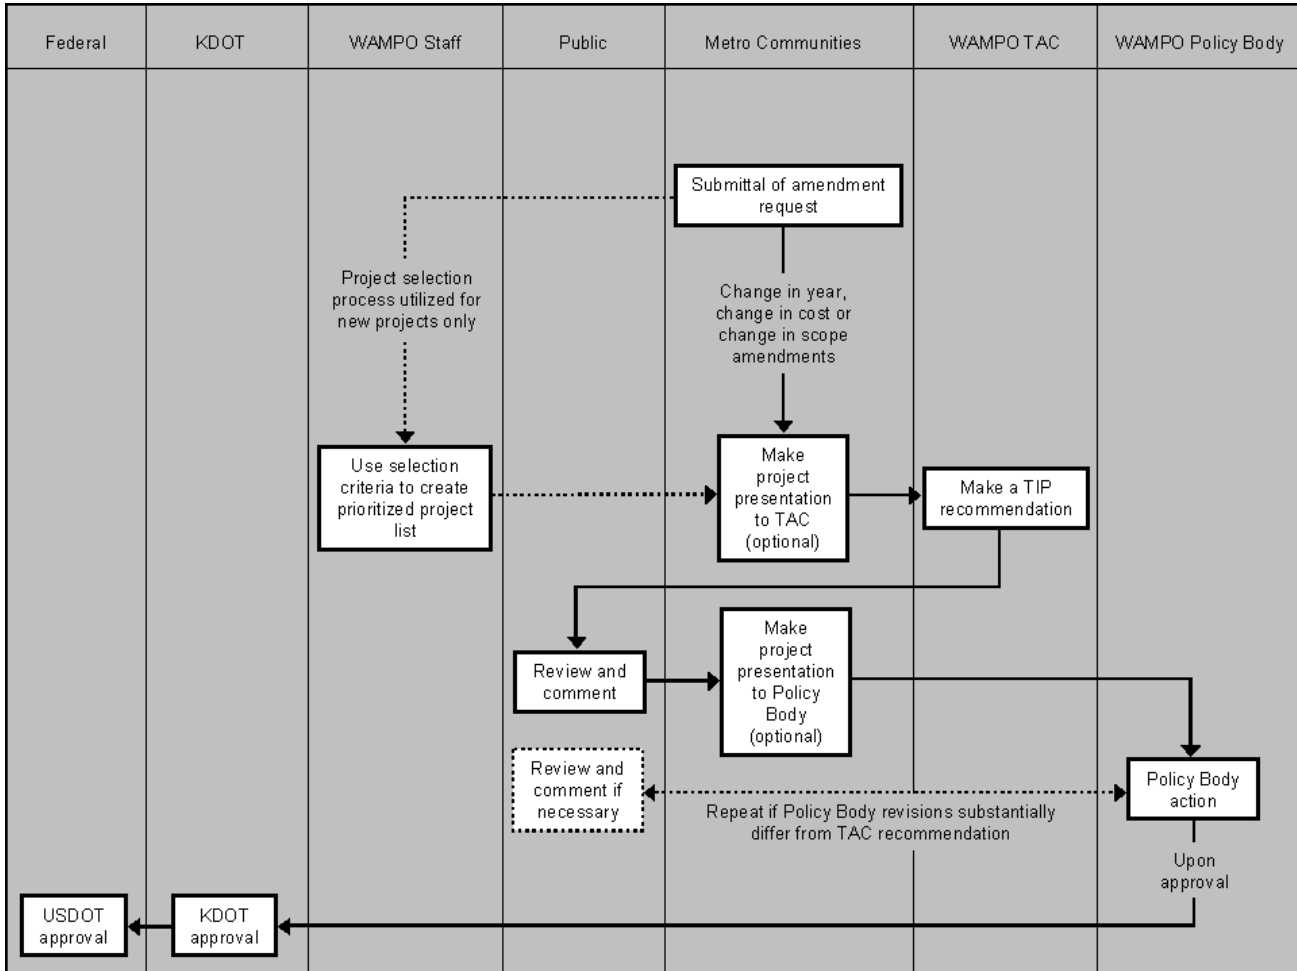 Federal
KDOT
WAMPO Staff
Public
Metro Communities
WAMPO TAC
WAMPO Policy Body
Submittal of amendment
request
Project selection
process utilized for
new projects only
Change in year,
change in cost or
change in scope
amendments
Use selection
criteria to create
prioritized project
list
Make
project
presentation
to TAC
(optional)
Make a TIP
recommendation
Review and
comment
Make
project
presentation
to Policy
Body
(optional)
Review and
comment if
necessary
Repeat if Policy Body revisions substantially
differ from TAC recommendation
Policy Body
action
Upon
approval
USDOT
approval
KDOT
approval